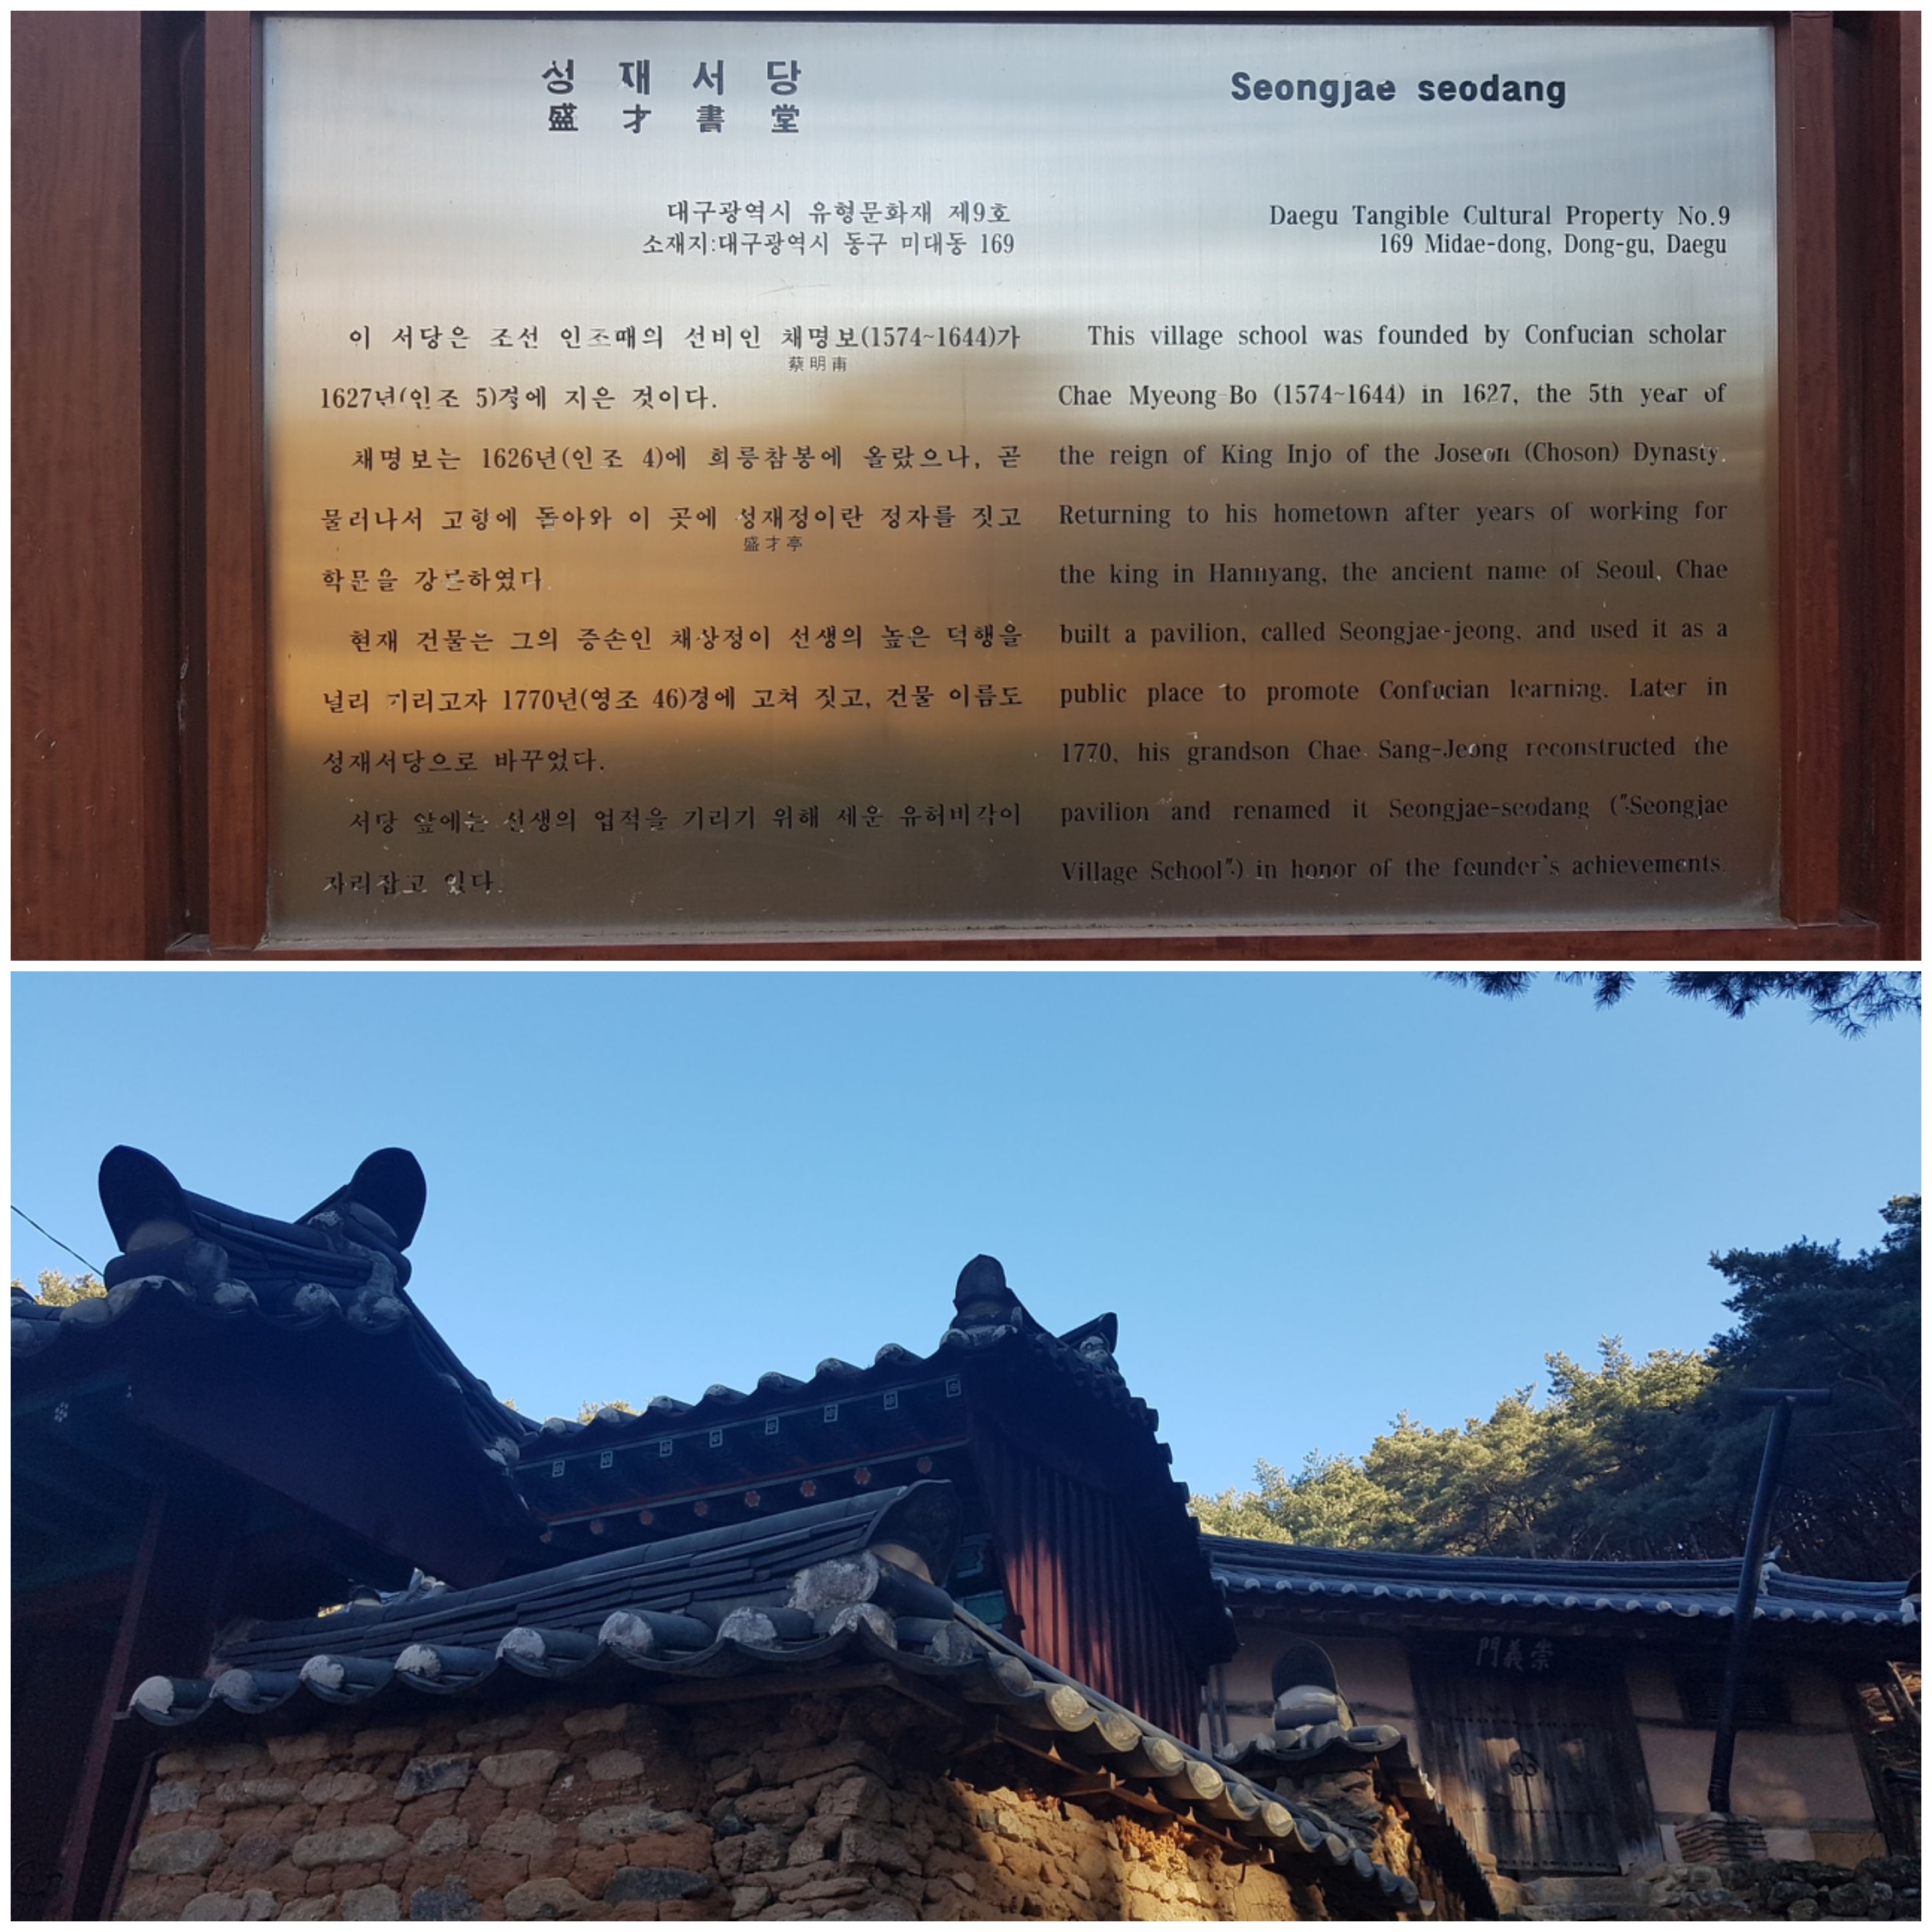 성재서당
盛才書堂
대구광역시 유형문화재 제9호
소재지:대구광역시 동구 미대동 169
이 서당은 조선 인조때의 선비인 채명보(1574~1644)가
蔡明甫
1627년(인조 5)경에 지은 것이다.
채명보는 1626년(인조 4)에 희릉참봉에 올랐으나, 곧
물러나서 고향에 돌아와 이 곳에 성재정이란 정자를 짓고
盛才亭
학문을 강론하였다.
현재 건물은 그의 증손인 채상정이 선생의 높은 덕행을
널리 기리고자 1770년(영조 46)경에 고쳐 짓고, 건물 이름도
성재서당으로 바꾸었다.
서당 앞에는 선생의 업적을 기리기 위해 세운 유허비각이
자리잡고 있다.
Seongjae seodang
Daegu Tangible Cultural Property No.9
169 Midae-dong, Dong-gu, Daegu
This village school was founded by Confucian scholar
Chae Myeong-Bo (1574~1644) in 1627, the 5th year of
the reign of King Injo of the Joseon (Choson) Dynasty.
Returning to his hometown after years of working for
the king in Hannyang, the ancient name of Seoul, Chae
built a pavilion, called Seongjae-jeong, and used it as a
public place to promote Confucian learning. Later in
1770, his grandson Chae Sang-Jeong reconstructed the
pavilion and renamed it Seongjae-seodang ("Seongjae
Village School") in honor of the founder's achievements.
門義崇